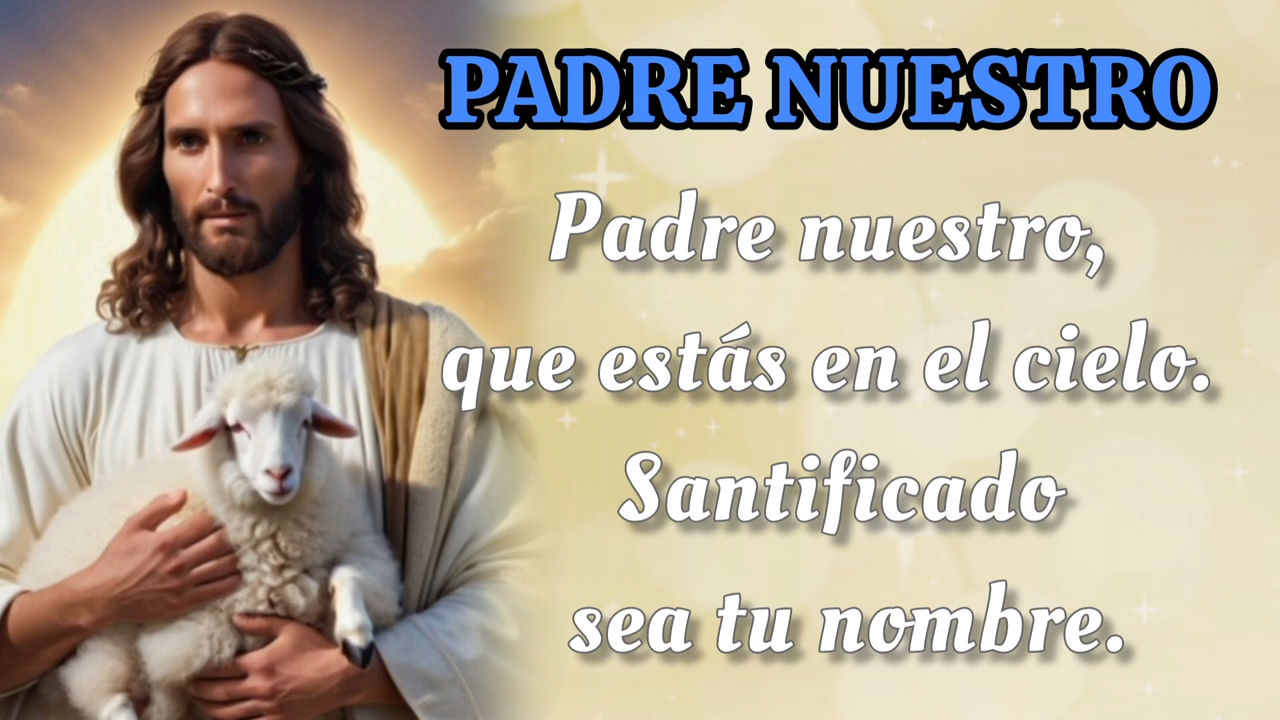 PADRE NUESTRO
Padre nuestro,
que estás en el cielo.
Santificado
sea tu nombre.